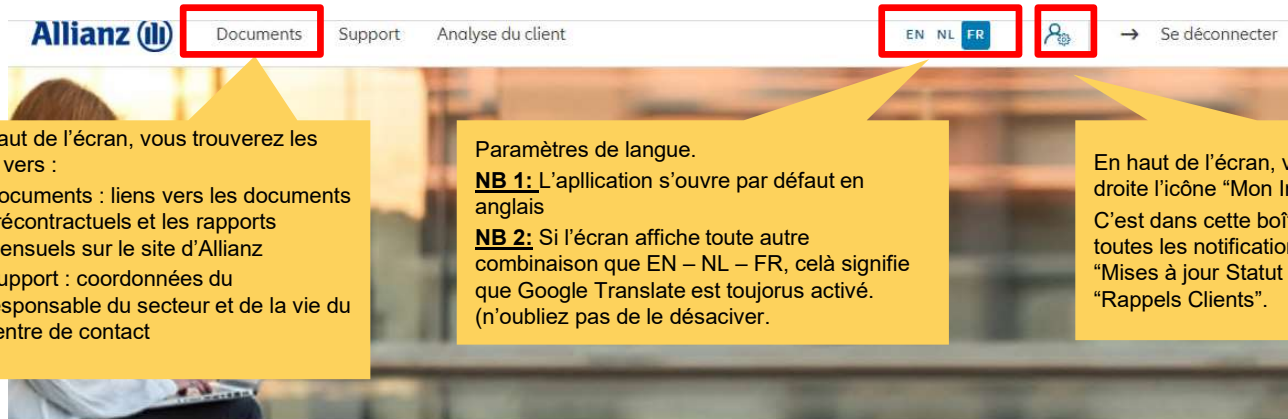 Allianz
Documents
Support
Analyse du client
EN NL FR
→ Se déconnecter
aut de l’écran, vous trouverez les
vers :
ocuments : liens vers les documents
récontractuels et les rapports
ensuels sur le site d’Allianz
upport : coordonnées du
esponsable du secteur et de la vie du
entre de contact
Paramètres de langue.
NB 1: L’apllication s’ouvre par défaut en
anglais
NB 2: Si l’écran affiche toute autre
combinaison que EN – NL – FR, celà signifie
que Google Translate est toujorus activé.
(n’oubliez pas de le désaciver.
En haut de l’écran, v
droite l’icône “Mon I
C’est dans cette boî
toutes les notification
“Mises à jour Statut
“Rappels Clients”.